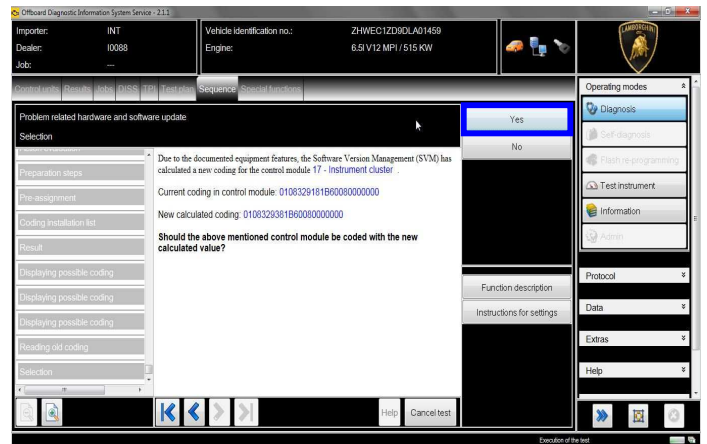 Offboard Diagnostic Information System Service - 2.1.1
Importer: INT
Dealer: I0088
Job: ---
Vehicle identification no.: ZHWEC1ZD9DLA01459
Engine: 6.5l V12 MPI / 515 KW
LAMBORGHINI
Control units Results Jobs DISS TPI Test plan Sequence Special functions
Problem related hardware and software update
Selection
Preparation steps
Pre-assignment
Coding installation list
Result
Displaying possible coding
Displaying possible coding
Displaying possible coding
Reading old coding
Selection
Due to the documented equipment features, the Software Version Management (SVM) has
calculated a new coding for the control module 17 - Instrument cluster .
Current coding in control module: 0108329181B60080000000
New calculated coding: 0108329381B60080000000
Should the above mentioned control module be coded with the new
calculated value?
Help
Cancel test
Yes
No
Function description
Instructions for settings
Operating modes
Diagnosis
Self-diagnosis
Flash re-programming
Test instrument
Information
Admin
Protocol
Data
Extras
Help
Execution of the test